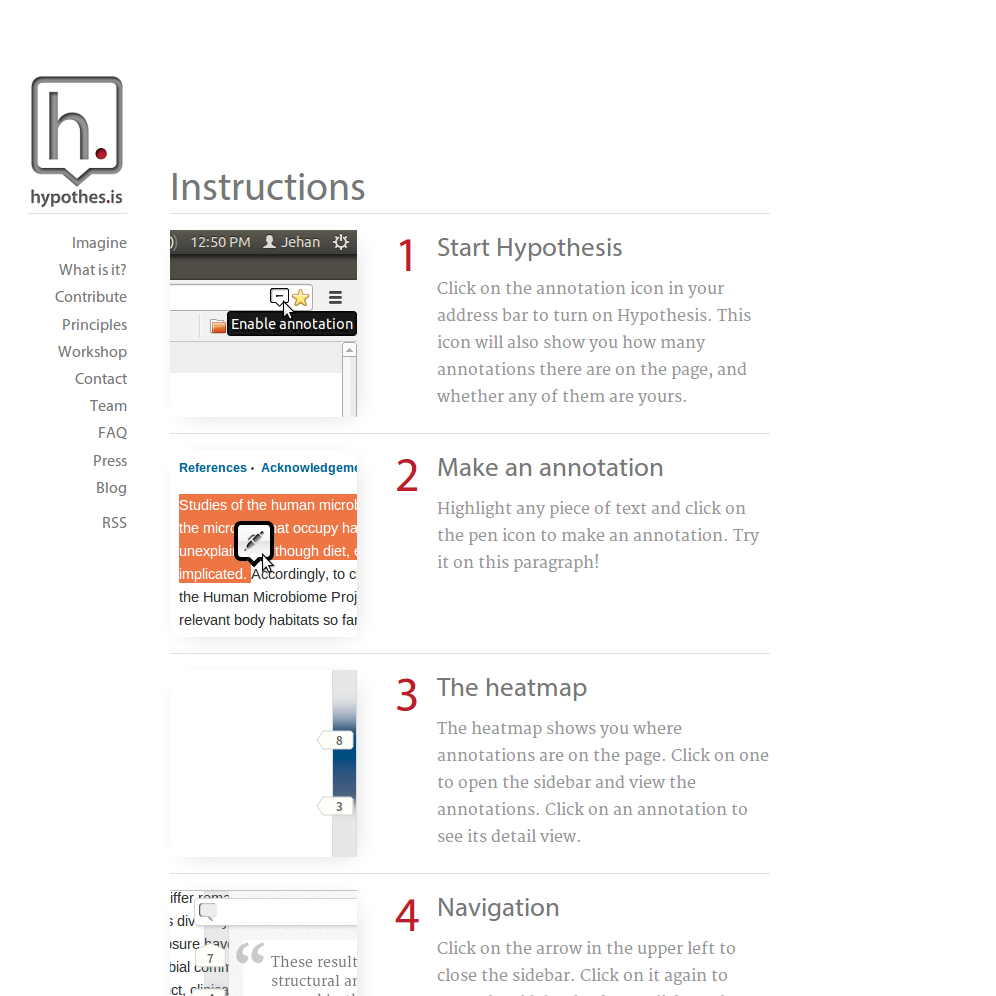 h.
hypothes.is
Imagine
What is it?
Contribute
Principles
Workshop
Contact
Team
FAQ
Press
Blog
RSS
Instructions
12:50 PM Jehan
Enable annotation
1 Start Hypothesis
Click on the annotation icon in your
address bar to turn on Hypothesis. This
icon will also show you how many
annotations there are on the page, and
whether any of them are yours.
References • Acknowledgeme
Studies of the human microb
the micro hat occupy ha
unexplai though diet, e
implicated. Accordingly, to c
the Human Microbiome Proj
relevant body habitats so far
2 Make an annotation
Highlight any piece of text and click on
the pen icon to make an annotation. Try
it on this paragraph!
8
3
3 The heatmap
The heatmap shows you where
annotations are on the page. Click on one
to open the sidebar and view the
annotations. Click on an annotation to
see its detail view.
iffer
s div
osure have
7
bial comm
“ These result
structural ar
4 Navigation
Click on the arrow in the upper left to
close the sidebar. Click on it again to